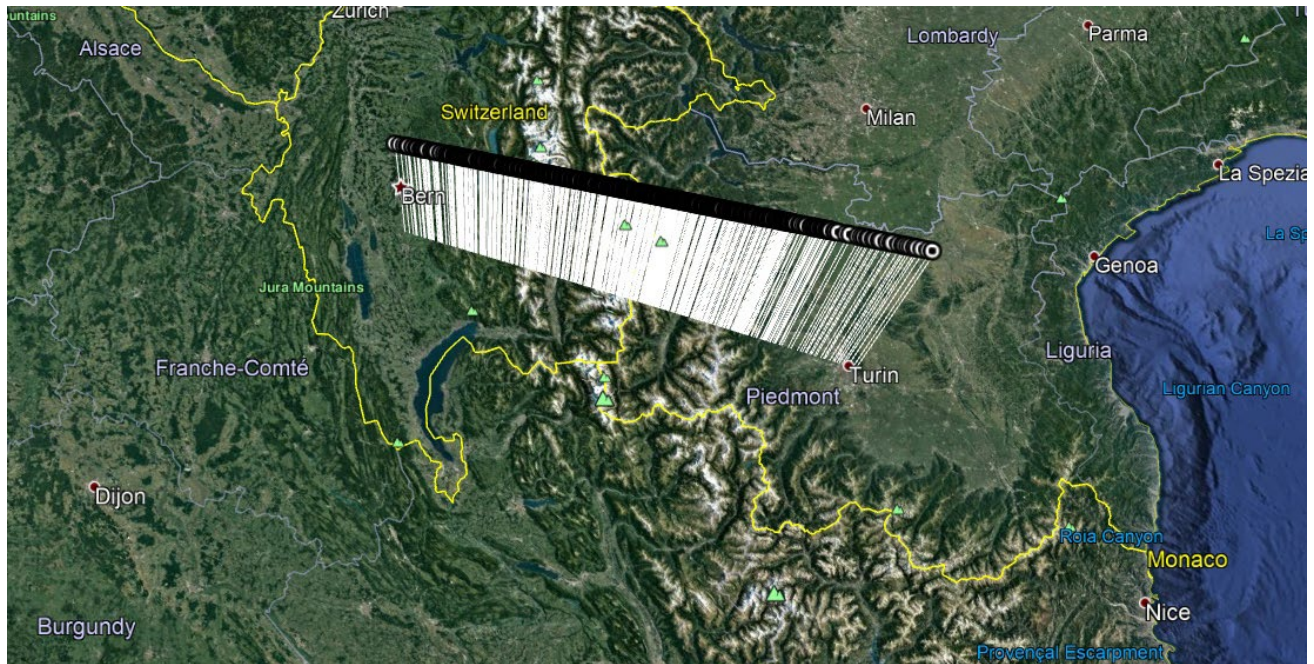 untains
Zürich
Alsace
Lombardy
Parma
Switzerland
Milan
La Spezia
Bern
La Sp
Genoa
Jura Mountains
Liguria
Franche-Comté
Turin
Piedmont
Ligurian Canyon
Dijon
Roia Canyon
Monaco
Nice
Burgundy
Provençal Escarpment